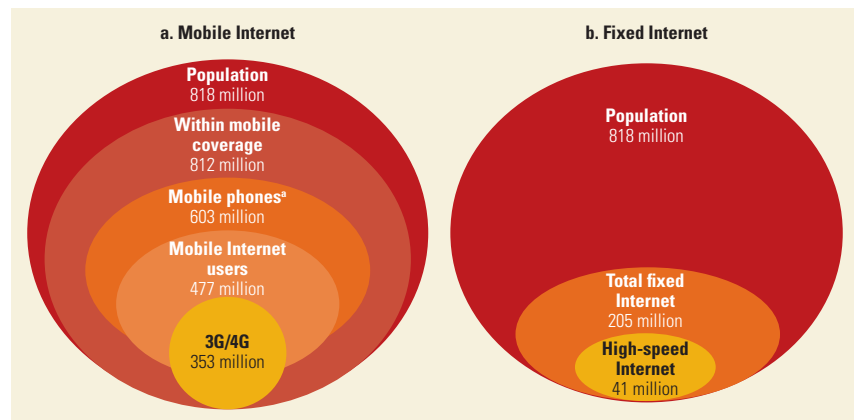 a. Mobile Internet
Population
818 million
Within mobile
coverage
812 million
Mobile phonesᵃ
603 million
Mobile Internet
users
477 million
3G/4G
353 million
b. Fixed Internet
Population
818 million
Total fixed
Internet
205 million
High-speed
Internet
41 million